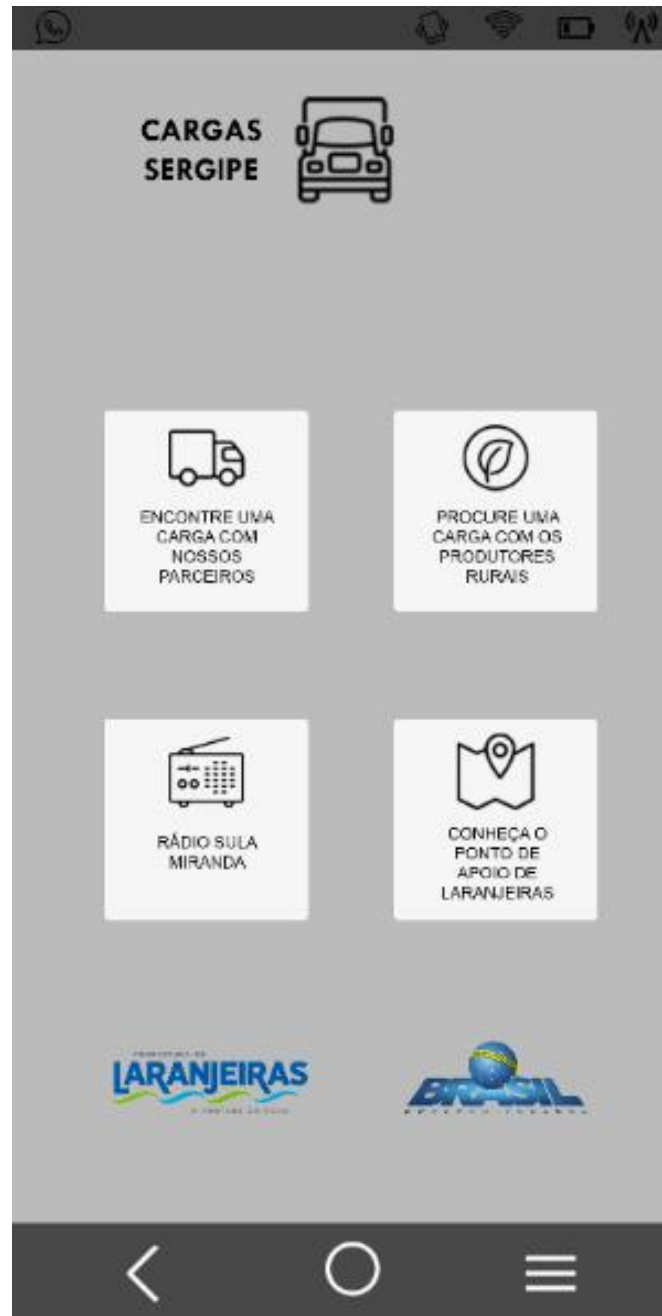 CARGAS
SERGIPE
ENCONTRE UMA
CARGA COM
NOSSOS
PARCEIROS
PROCURE UMA
CARGA COM OS
PRODUTORES
RURAIS
RÁDIO SULA
MIRANDA
CONHEÇA O
PONTO DE
APOIO DE
LARANJEIRAS
LARANJEIRAS
BRASIL